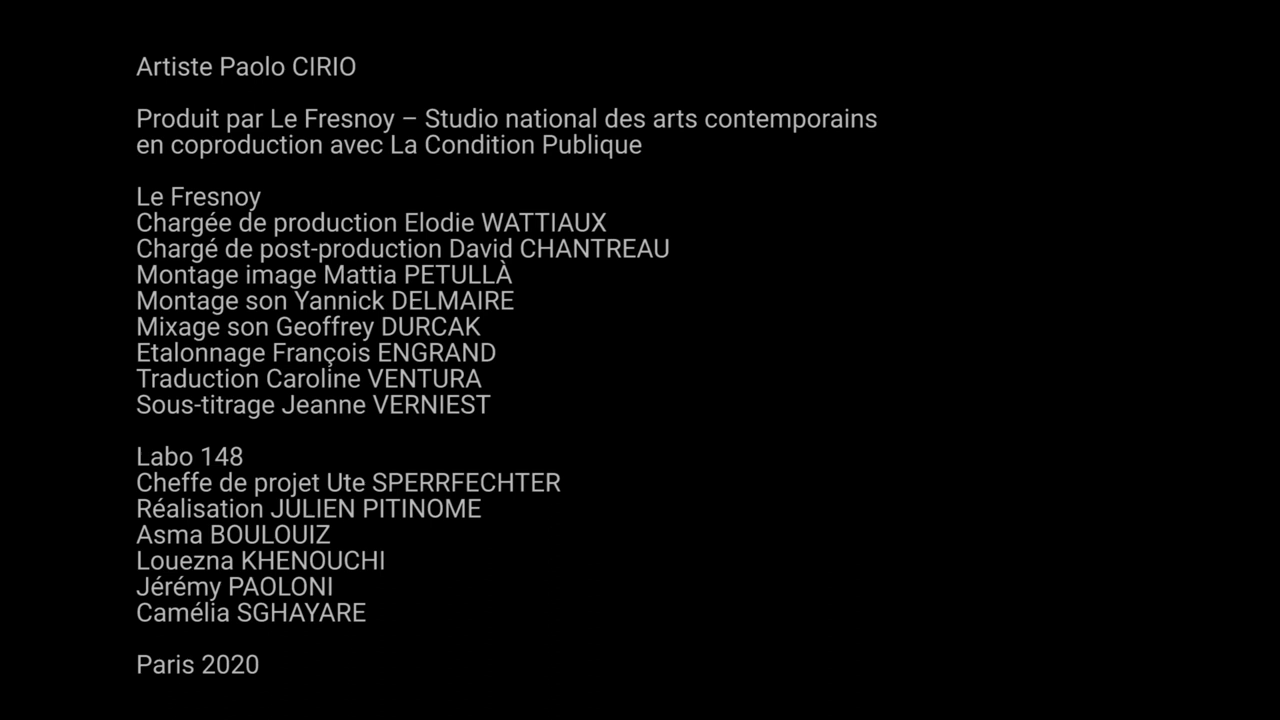 Artiste Paolo CIRIO
Produit par Le Fresnoy – Studio national des arts contemporains
en coproduction avec La Condition Publique
Le Fresnoy
Chargée de production Elodie WATTIAUX
Chargé de post-production David CHANTREAU
Montage image Mattia PETULLÀ
Montage son Yannick DELMAIRE
Mixage son Geoffrey DURCAK
Etalonnage François ENGRAND
Traduction Caroline VENTURA
Sous-titrage Jeanne VERNIEST
Labo 148
Cheffe de projet Ute SPERRFECHTER
Réalisation JULIEN PITINOME
Asma BOULOUIZ
Louezna KHENOUCHI
Jérémy PAOLONI
Camélia SGHAYARE
Paris 2020